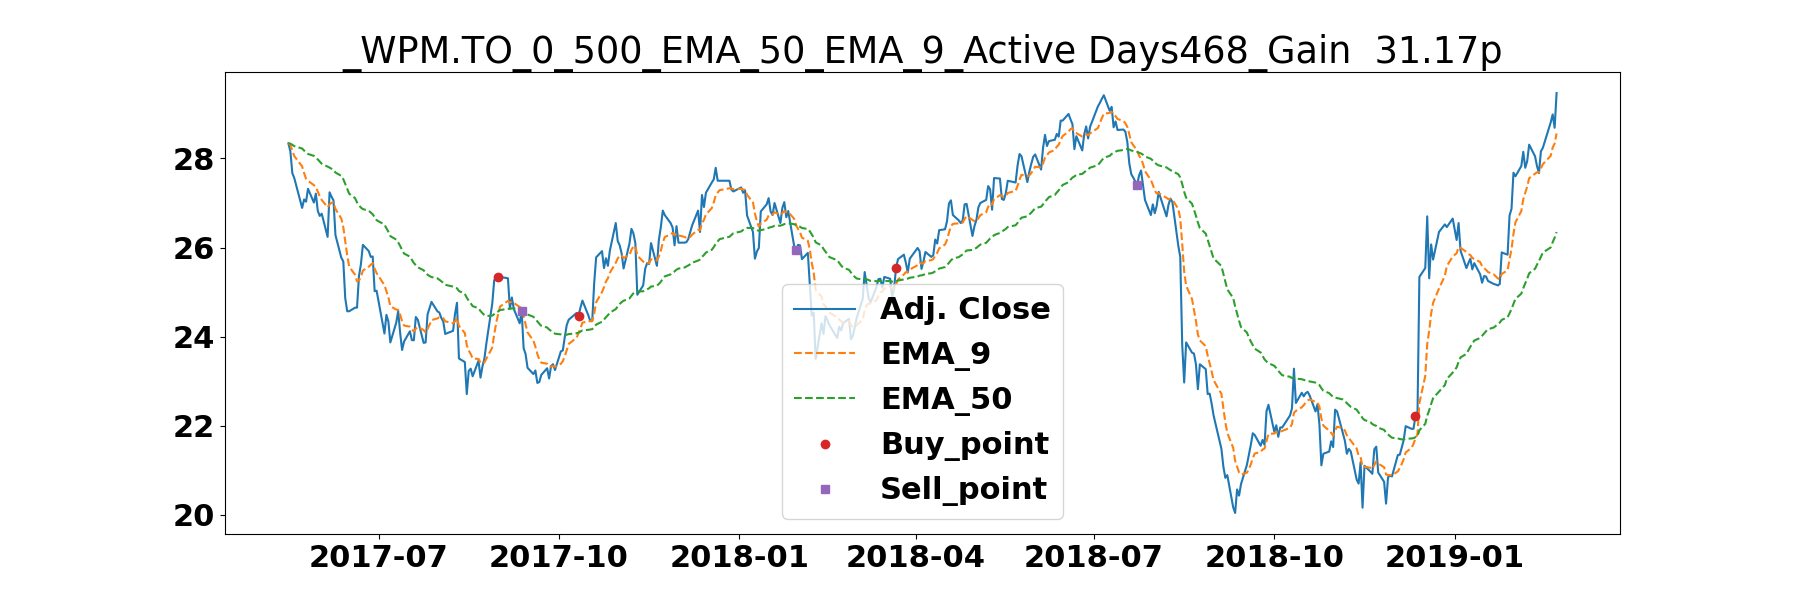 _WPM.TO_0_500_EMA_50_EMA_9_Active Days468_Gain  31.17p
28
26
24
22
20
Adj. Close
EMA_9
EMA_50
Buy_point
Sell_point
2017-07 2017-10 2018-01 2018-04 2018-07 2018-10 2019-01